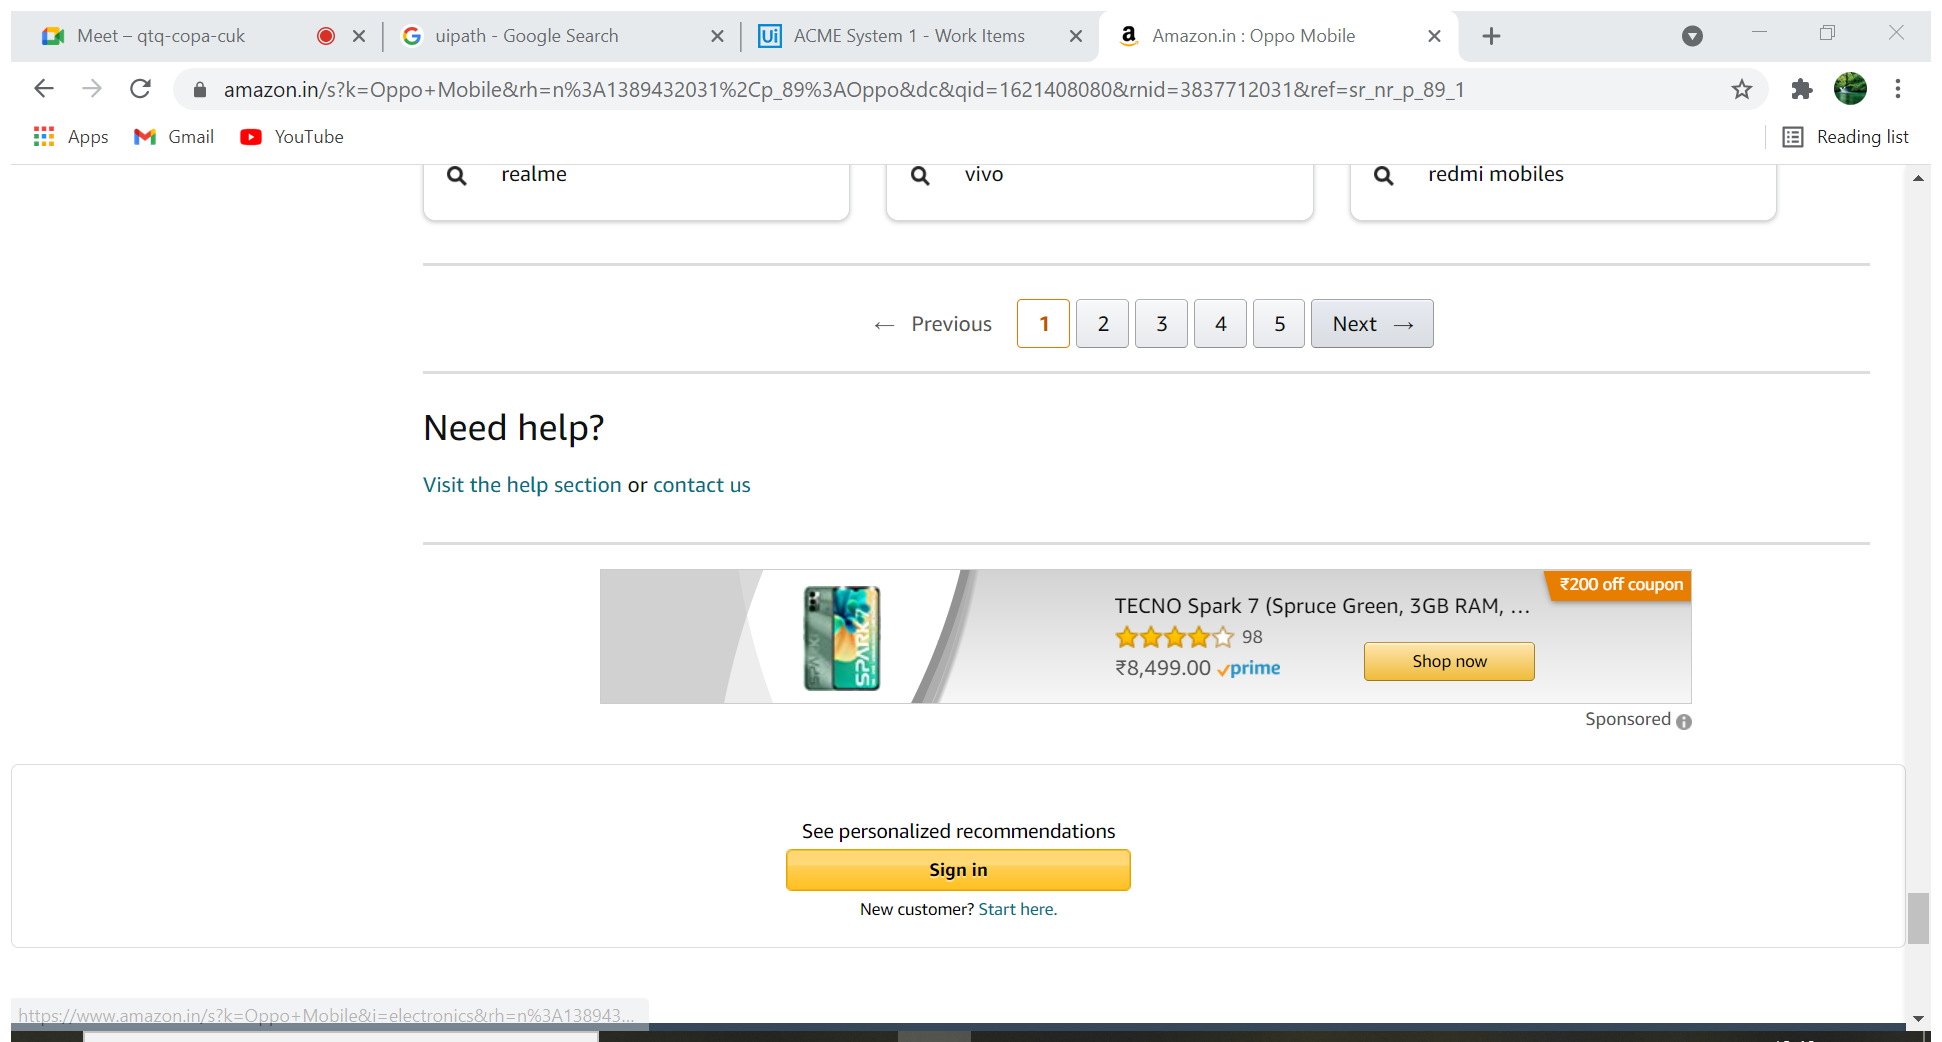 Meet – qtq-copa-cuk
uipath - Google Search
Ui ACME System 1 - Work Items
Amazon.in : Oppo Mobile
amazon.in/s?k=Oppo+Mobile&rh=n%3A1389432031%2Cp_89%3AOppo&dc&qid=1621408080&rnid=3837712031&ref=sr_nr_p_89_1
Apps Gmail YouTube Reading list
realme vivo redmi mobiles
← Previous 1 2 3 4 5 Next →
Need help?
Visit the help section or contact us
₹200 off coupon
TECNO Spark 7 (Spruce Green, 3GB RAM, ...
98
₹8,499.00 prime
Shop now
SPARK 7
Sponsored
See personalized recommendations
Sign in
New customer? Start here.
https://www.amazon.in/s?k=Oppo+Mobile&i=electronics&rh=n%3A138943...